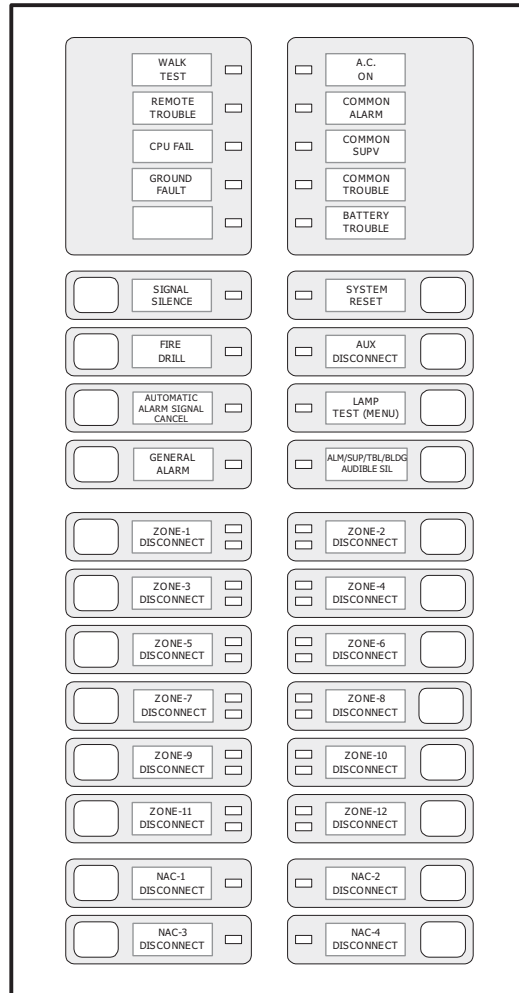 WALK
TEST
REMOTE
TROUBLE
CPU FAIL
GROUND
FAULT
A.C.
ON
COMMON
ALARM
COMMON
SUPV
COMMON
TROUBLE
BATTERY
TROUBLE
SIGNAL
SILENCE
SYSTEM
RESET
FIRE
DRILL
AUX
DISCONNECT
AUTOMATIC
ALARM SIGNAL
CANCEL
LAMP
TEST (MENU)
GENERAL
ALARM
ALM/SUP/TBL/BLDG
AUDIBLE SIL
ZONE-1
DISCONNECT
ZONE-2
DISCONNECT
ZONE-3
DISCONNECT
ZONE-4
DISCONNECT
ZONE-5
DISCONNECT
ZONE-6
DISCONNECT
ZONE-7
DISCONNECT
ZONE-8
DISCONNECT
ZONE-9
DISCONNECT
ZONE-10
DISCONNECT
ZONE-11
DISCONNECT
ZONE-12
DISCONNECT
NAC-1
DISCONNECT
NAC-2
DISCONNECT
NAC-3
DISCONNECT
NAC-4
DISCONNECT